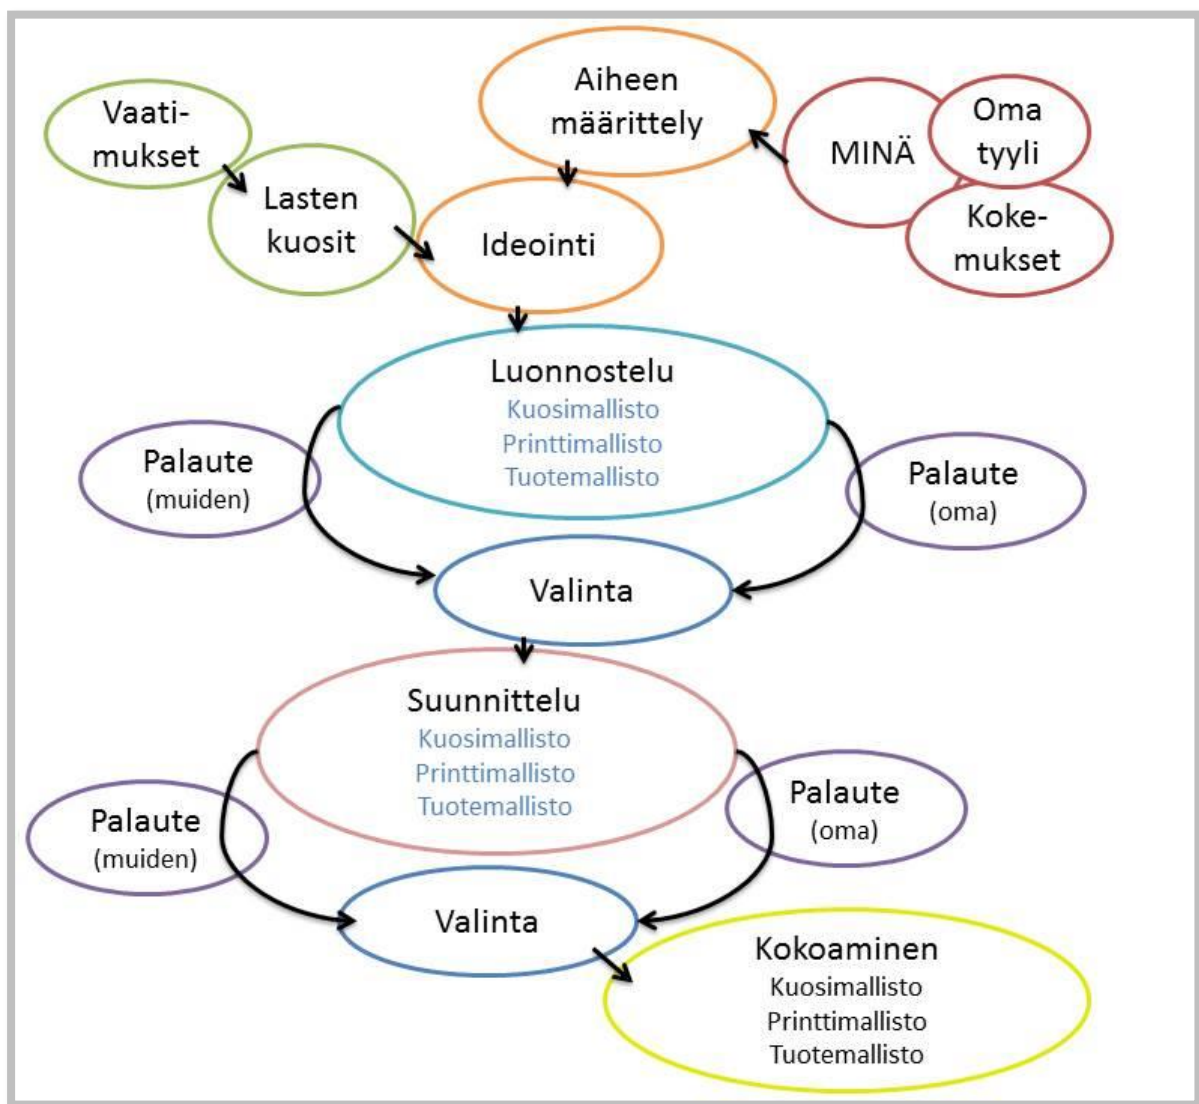 Vaati-
mukset
Lasten
kuosit
Aiheen
määrittely
MINÄ
Oma
tyyli
Koke-
mukset
Ideointi
Luonnostelu
Kuosimallisto
Printtimallisto
Tuotemallisto
Palaute
(muiden)
Palaute
(oma)
Valinta
Suunnittelu
Kuosimallisto
Printtimallisto
Tuotemallisto
Palaute
(muiden)
Palaute
(oma)
Valinta
Kokoaminen
Kuosimallisto
Printtimallisto
Tuotemallisto